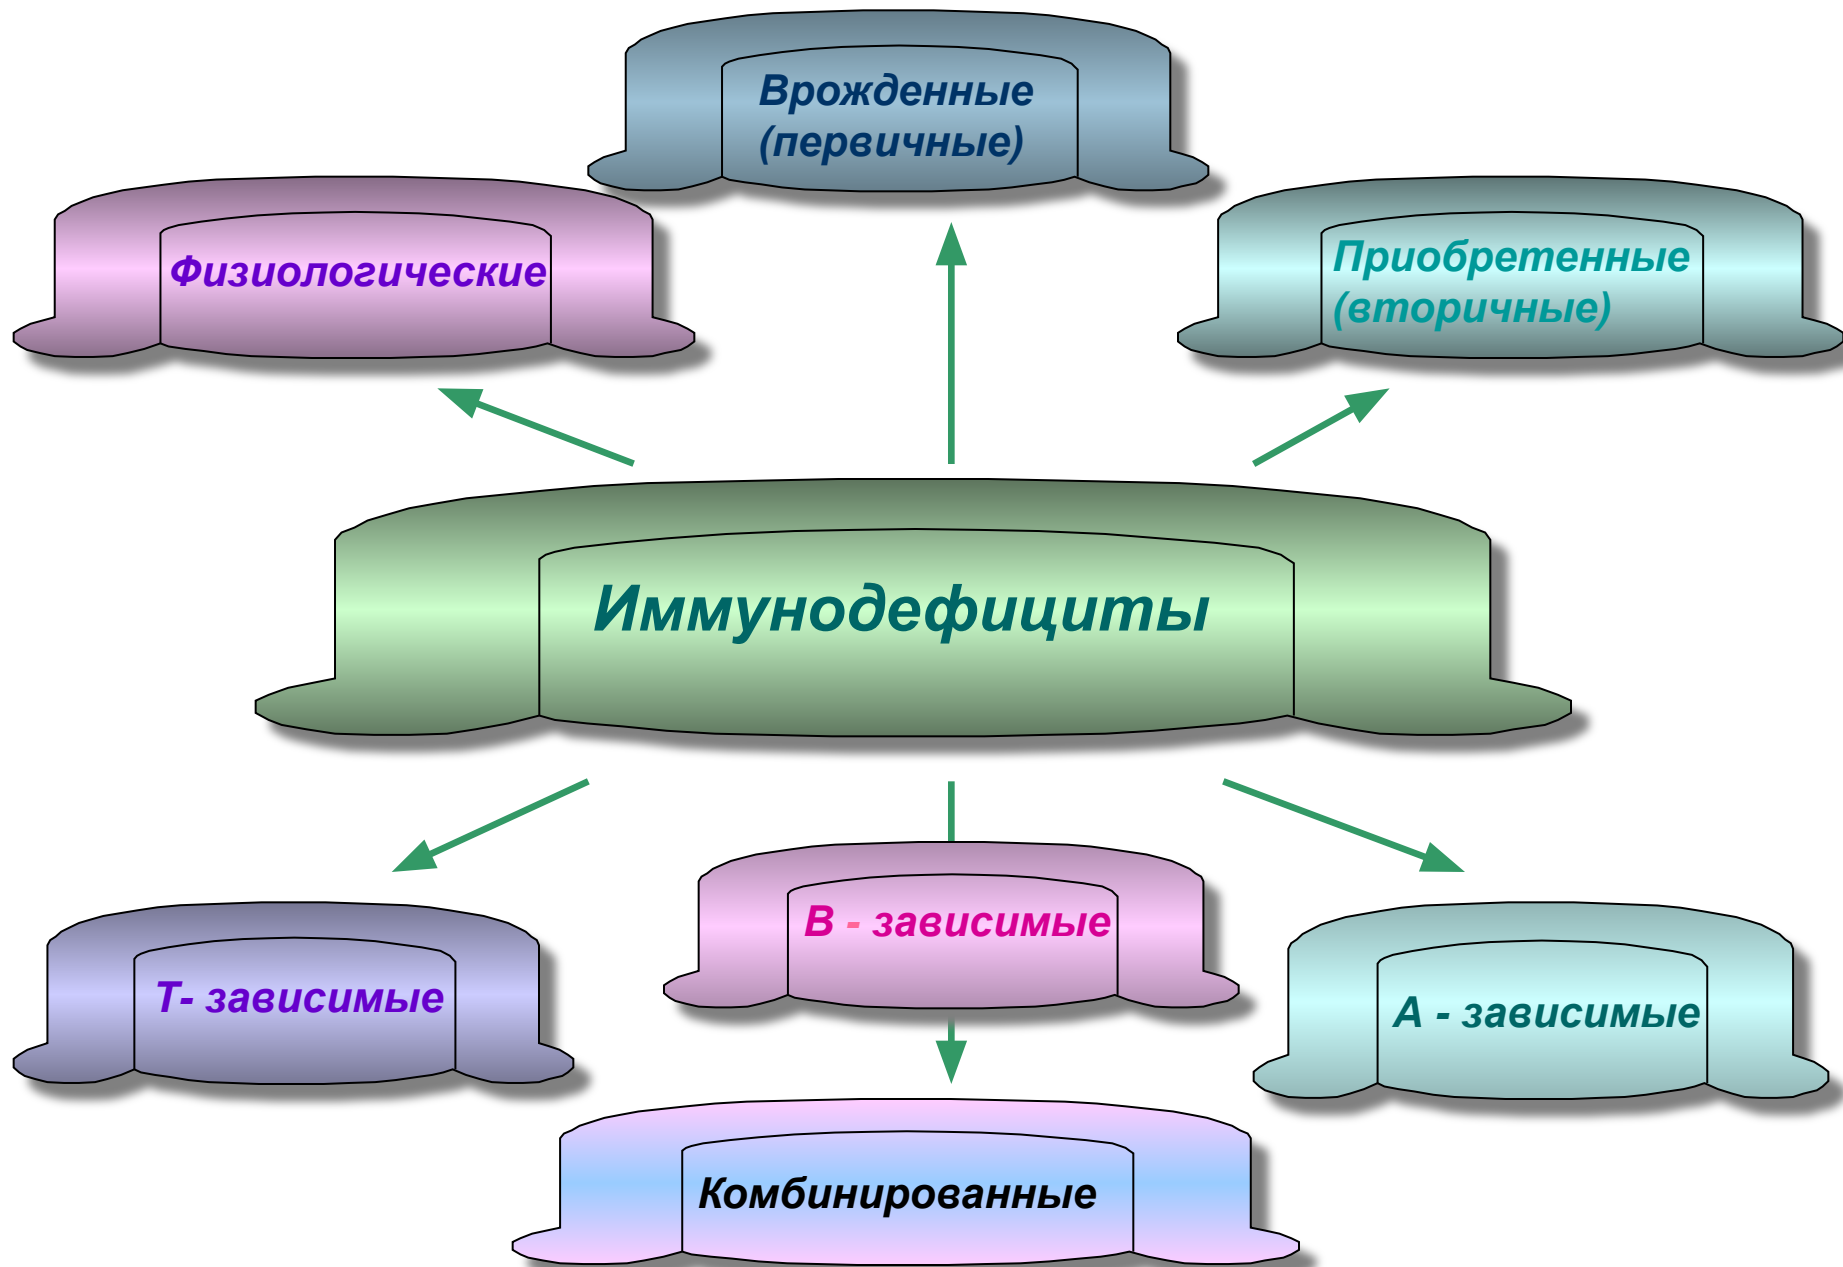 Врожденные
(первичные)
Физиологические
Приобретенные
(вторичные)
Иммунодефициты
В - зависимые
Т- зависимые
А - зависимые
Комбинированные